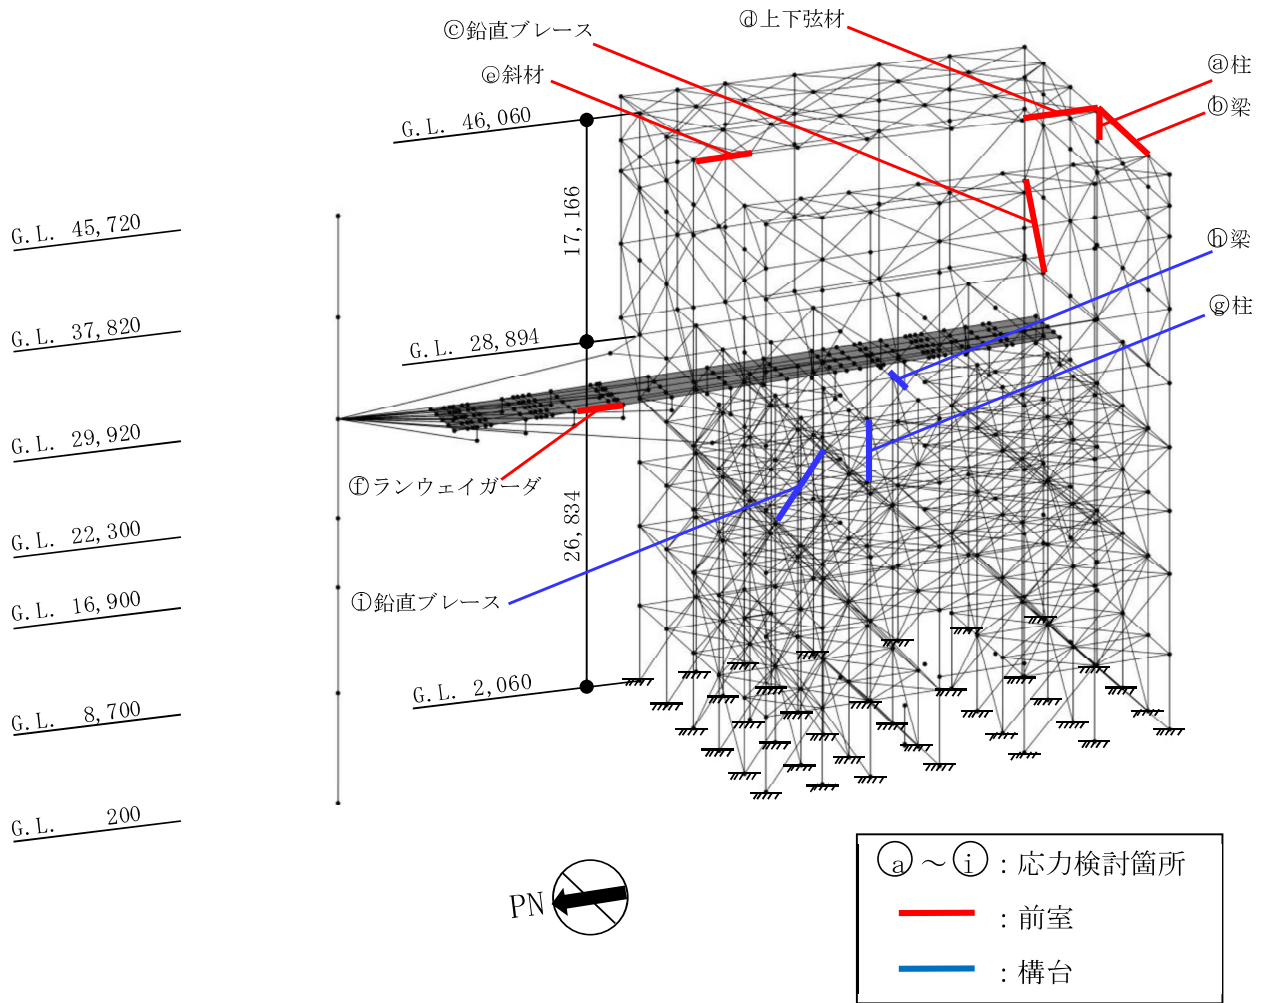 ⓒ鉛直ブレース
ⓓ上下弦材
ⓔ斜材
ⓐ柱
ⓑ梁
G.L. 46,060
17,166
G.L. 45,720
ⓗ梁
ⓖ柱
G.L. 37,820
G.L. 28,894
G.L. 29,920
ⓕランウェイガーダ
26,834
G.L. 22,300
G.L. 16,900
ⓘ鉛直ブレース
G.L. 2,060
G.L. 8,700
G.L. 200
PN
ⓐ～ⓘ：応力検討箇所
：前室
：構台